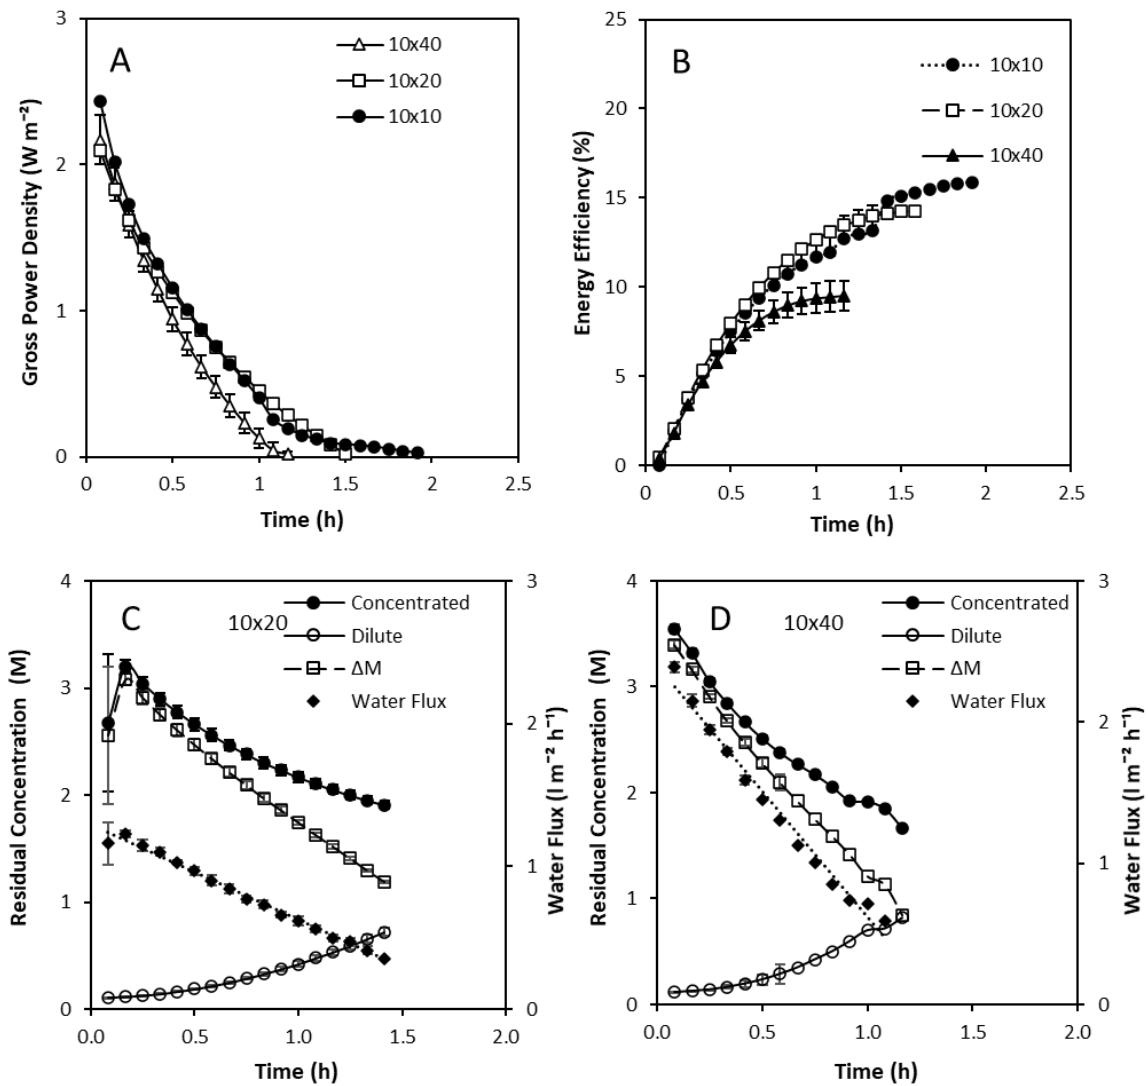 A
Gross Power Density (W m⁻²)
3
2
1
0
0
0.5
1
1.5
2
2.5
Time (h)
10x40
10x20
10x10
B
Energy Efficiency (%)
25
20
15
10
5
0
0
0.5
1
1.5
2
2.5
Time (h)
10x10
10x20
10x40
C
10x20
Residual Concentration (M)
4
3
2
1
0
0.0
0.5
1.0
1.5
2.0
Time (h)
Concentrated
Dilute
ΔM
Water Flux
3
2
1
0
Water Flux (l m⁻² h⁻¹)
D
10x40
Residual Concentration (M)
4
3
2
1
0
0.0
0.5
1.0
1.5
2.0
Time (h)
Concentrated
Dilute
ΔM
Water Flux
3
2
1
0
Water Flux (l m⁻² h⁻¹)